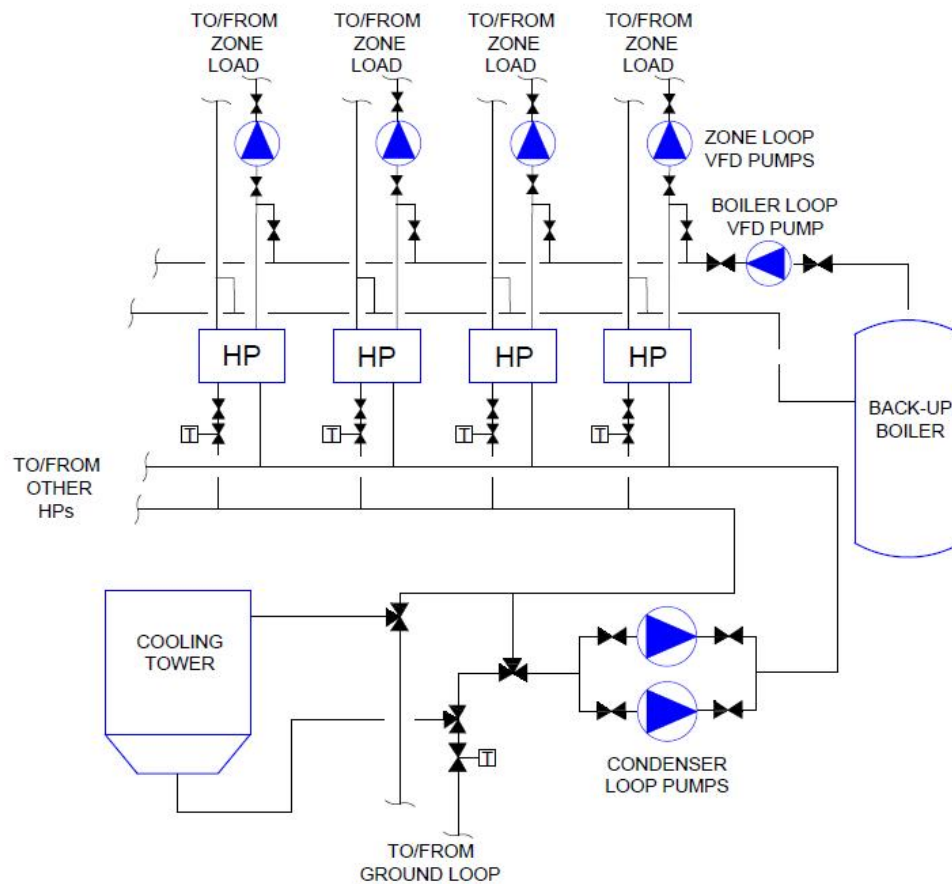 TO/FROM
ZONE
LOAD
TO/FROM
ZONE
LOAD
TO/FROM
ZONE
LOAD
TO/FROM
ZONE
LOAD
ZONE LOOP
VFD PUMPS
BOILER LOOP
VFD PUMP
HP
HP
HP
HP
BACK-UP
BOILER
T
T
T
T
TO/FROM
OTHER
HPs
COOLING
TOWER
T
CONDENSER
LOOP PUMPS
TO/FROM
GROUND LOOP